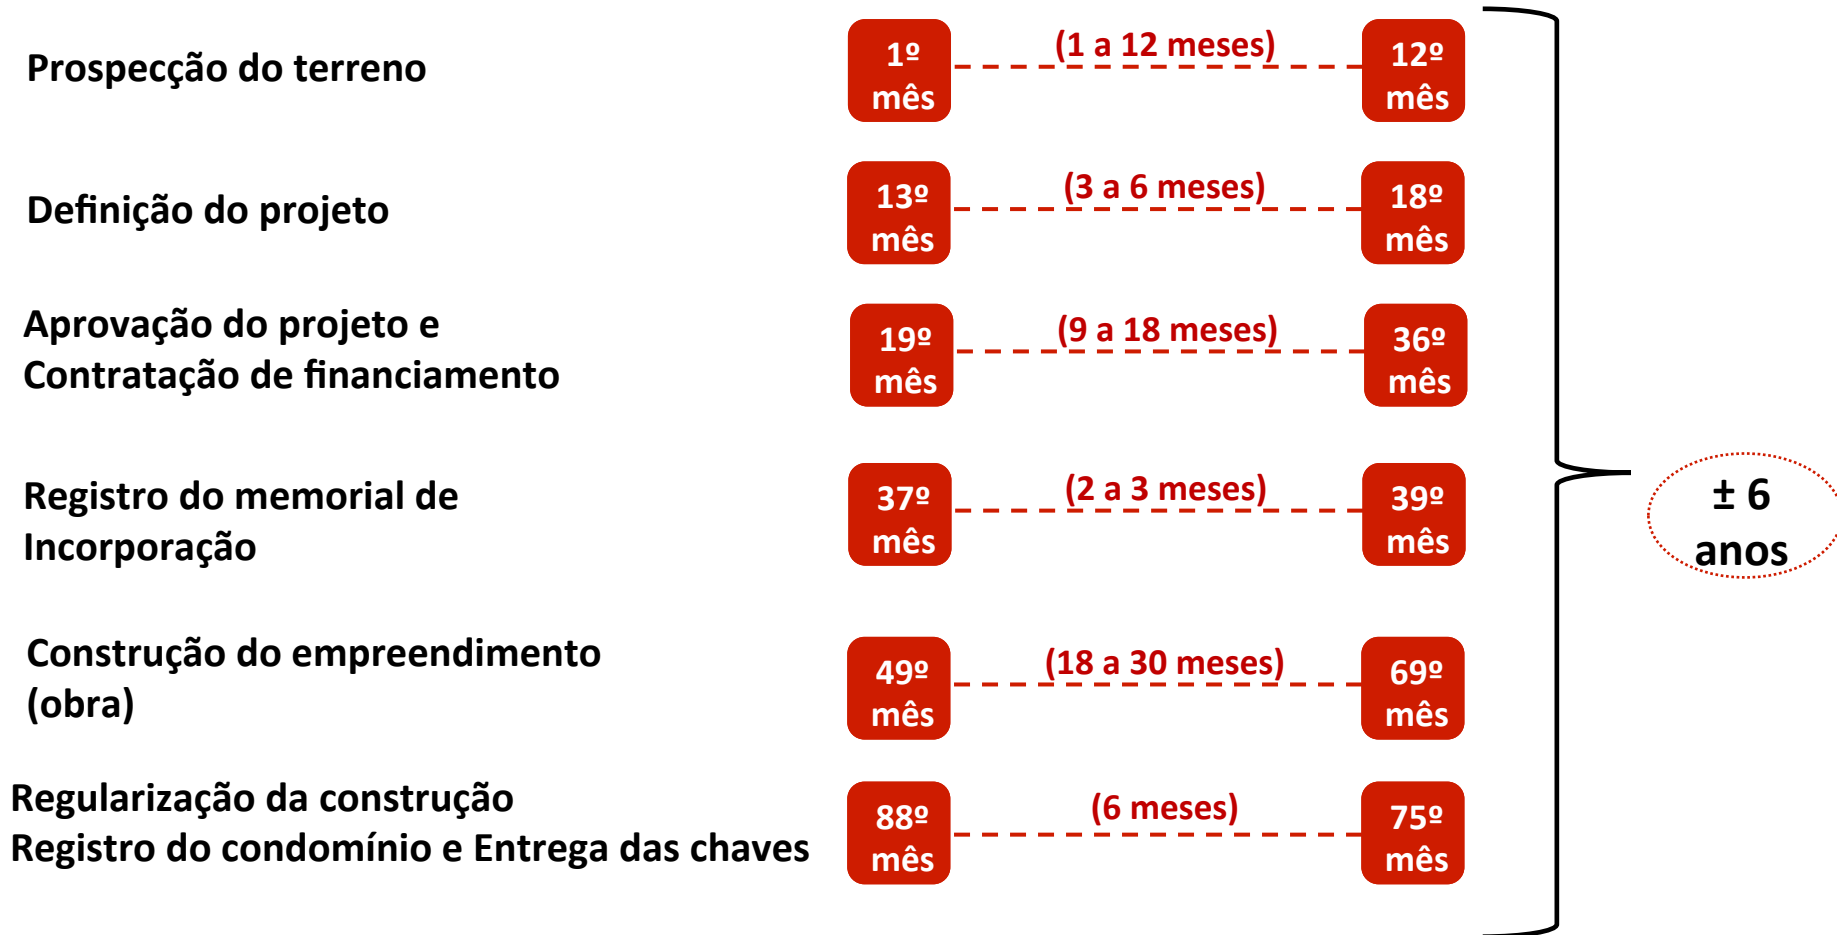 Prospecção do terreno
1º
mês
(1 a 12 meses)
12º
mês
Definição do projeto
13º
mês
(3 a 6 meses)
18º
mês
Aprovação do projeto e
Contratação de financiamento
19º
mês
(9 a 18 meses)
36º
mês
Registro do memorial de
Incorporação
37º
mês
(2 a 3 meses)
39º
mês
± 6
anos
Construção do empreendimento
(obra)
49º
mês
(18 a 30 meses)
69º
mês
Regularização da construção
Registro do condomínio e Entrega das chaves
88º
mês
(6 meses)
75º
mês